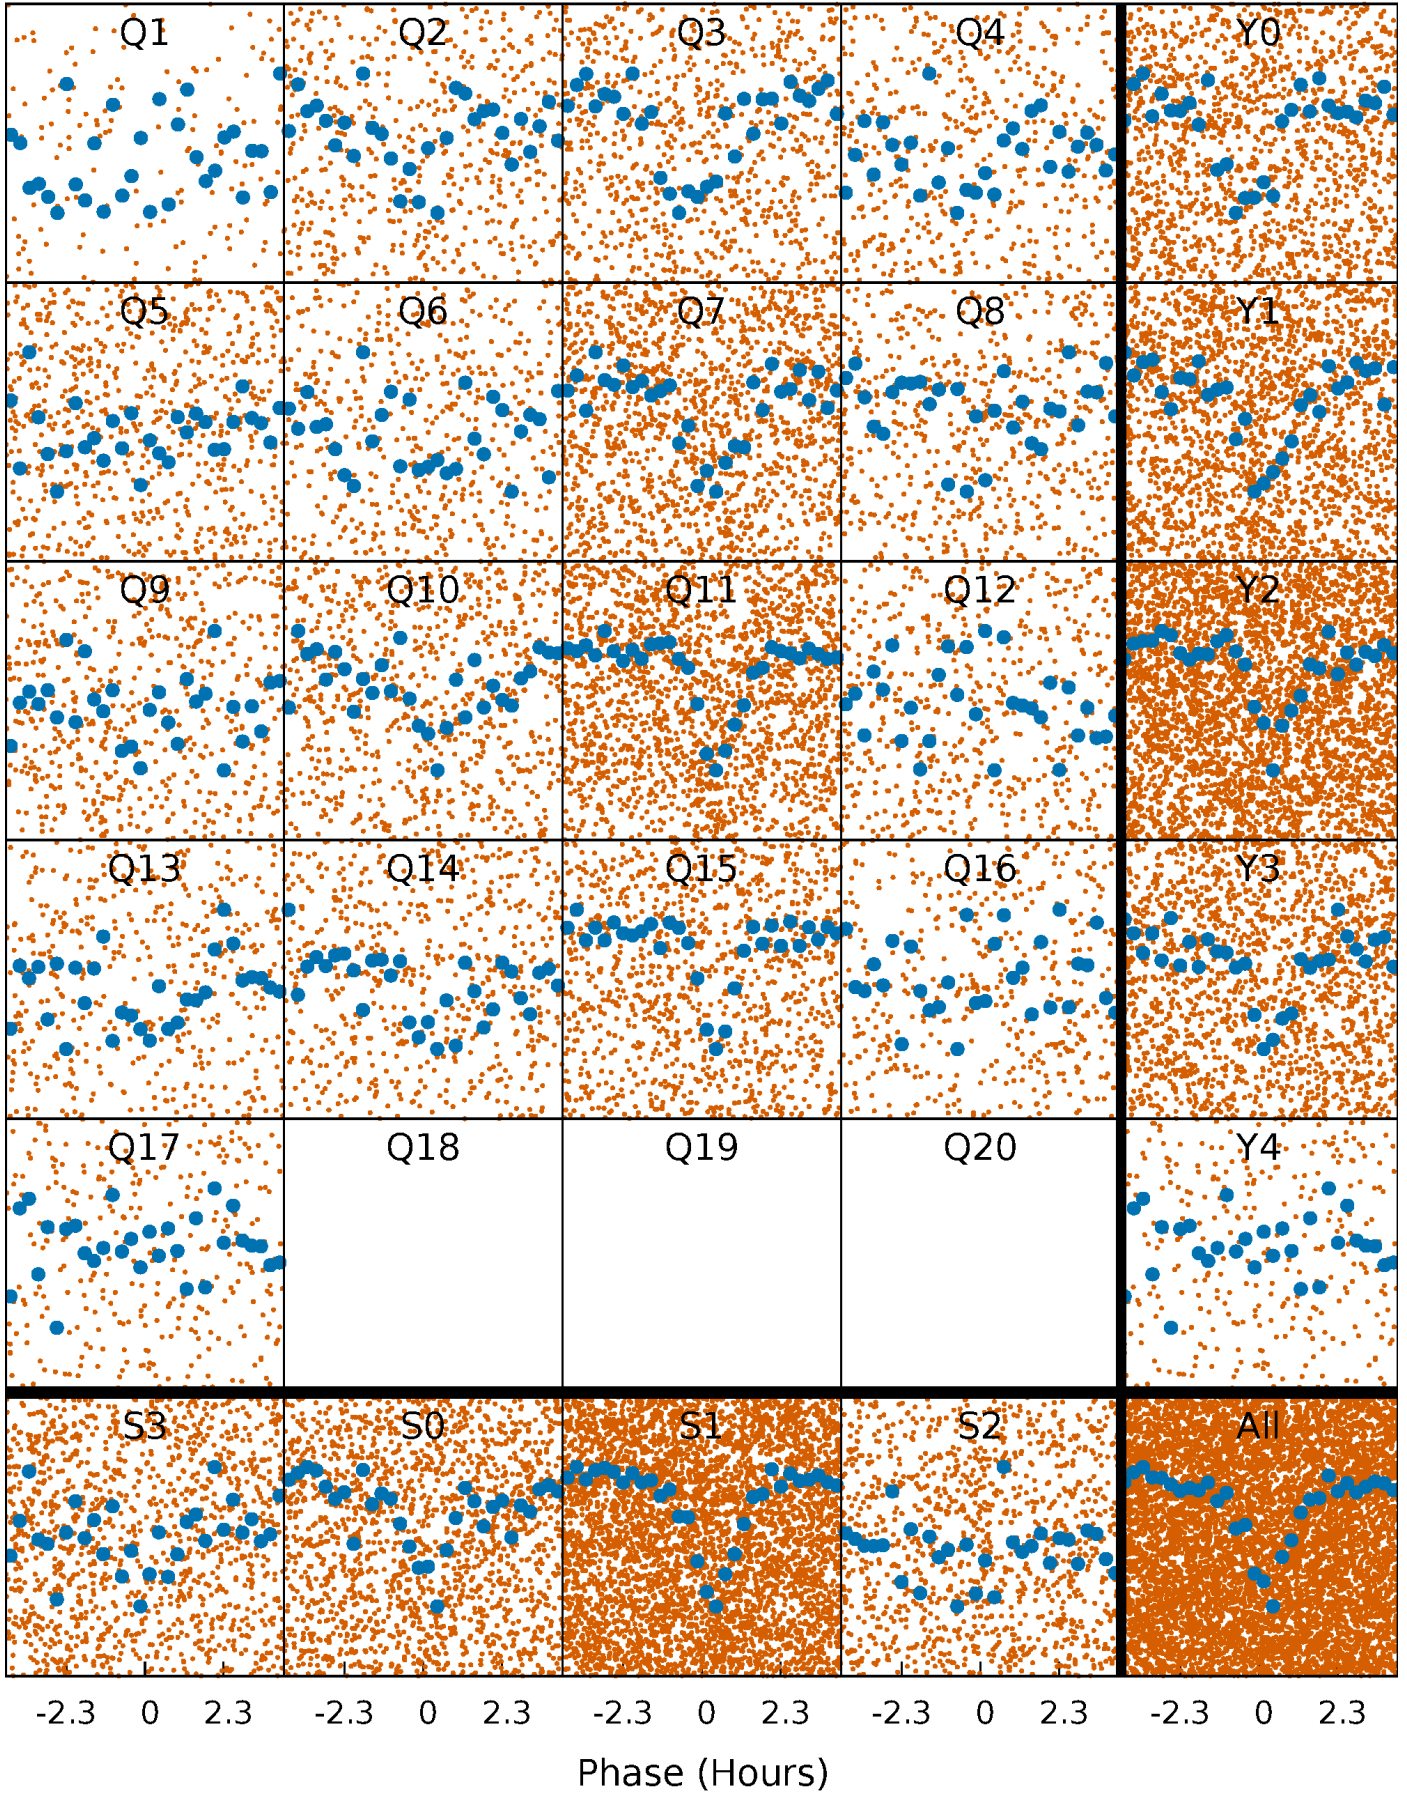 Q1 Q2 Q3 Q4 Y0
Q5 Q6 Q7 Q8 Y1
Q9 Q10 Q11 Q12 Y2
Q13 Q14 Q15 Q16 Y3
Q17 Q18 Q19 Q20 Y4
S3 S0 S1 S2 All
-2.3 0 2.3 -2.3 0 2.3 -2.3 0 2.3 -2.3 0 2.3 -2.3 0 2.3
Phase (Hours)